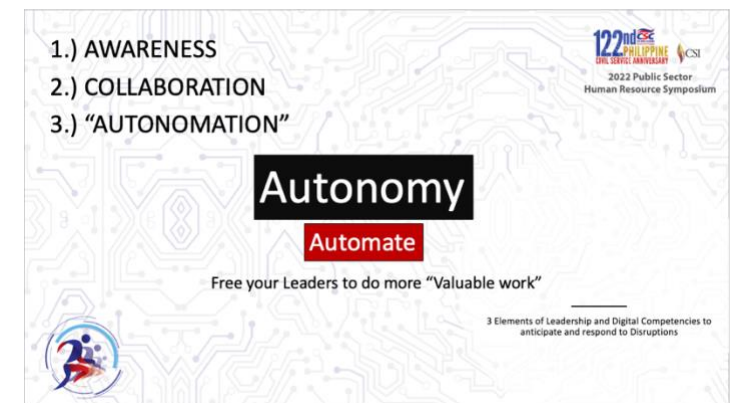 1.) AWARENESS
2.) COLLABORATION
3.) “AUTONOMATION”
122nd CSC
PHILIPPINE
CIVIL SERVICE ANNIVERSARY
CSI
2022 Public Sector
Human Resource Symposium
Autonomy
Automate
Free your Leaders to do more “Valuable work”
3 Elements of Leadership and Digital Competencies to
anticipate and respond to Disruptions